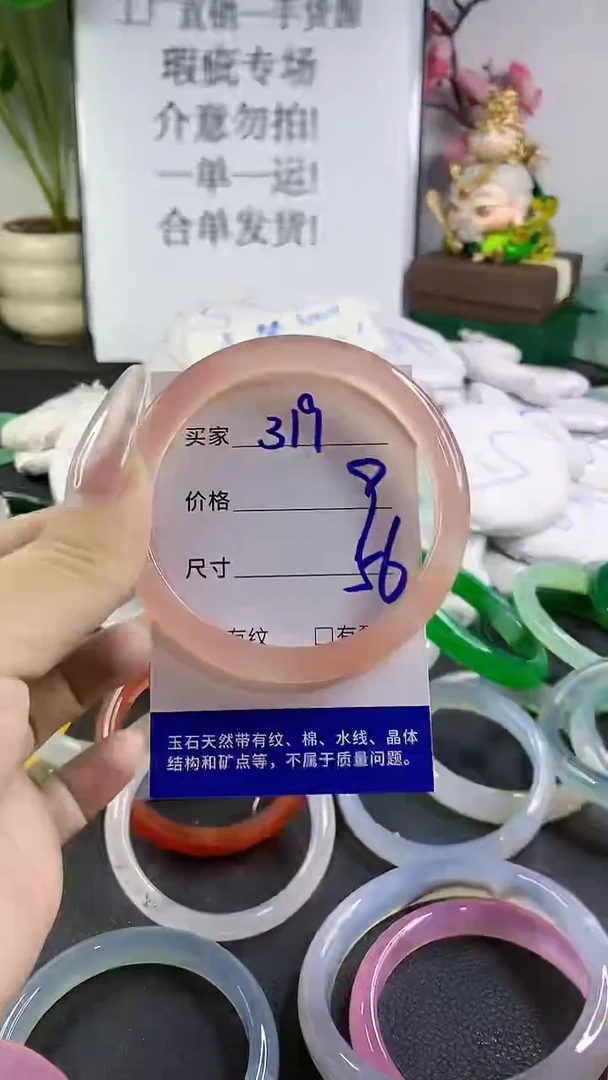 工厂直销一手货源
瑕疵专场
介意勿拍!
一单一运!
合单发货!
买家 319
价格
尺寸 56
有纹 □有
玉石天然带有纹、棉、水线、晶体
结构和矿点等，不属于质量问题。